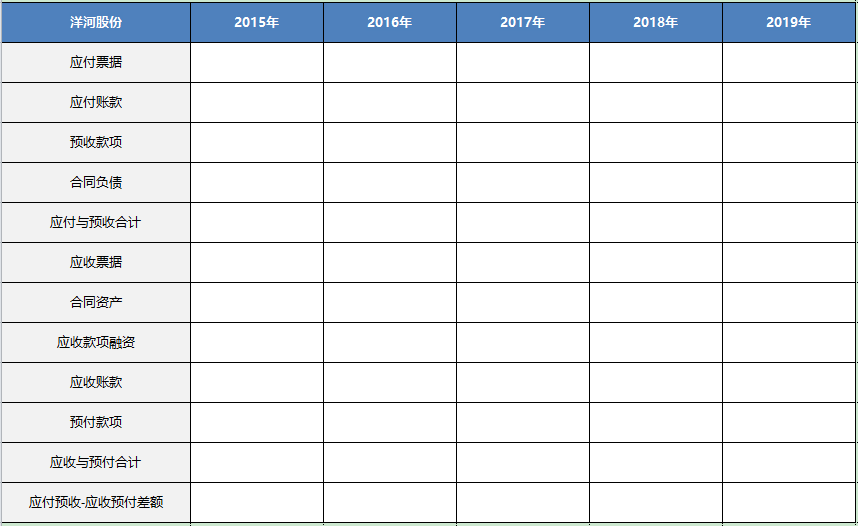 洋河股份 2015年 2016年 2017年 2018年 2019年
应付票据
应付账款
预收款项
合同负债
应付与预收合计
应收票据
合同资产
应收款项融资
应收账款
预付款项
应收与预付合计
应付预收-应收预付差额